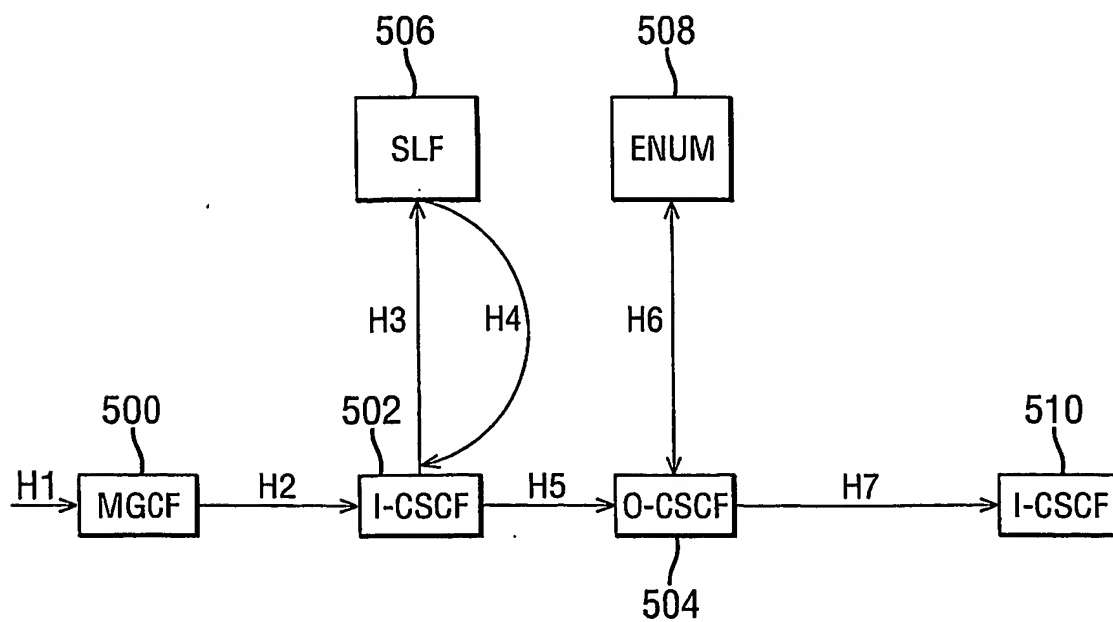 506
508
SLF
ENUM
H3
H4
H6
500
502
510
H1
MGCF
H2
I-CSCF
H5
O-CSCF
H7
I-CSCF
504